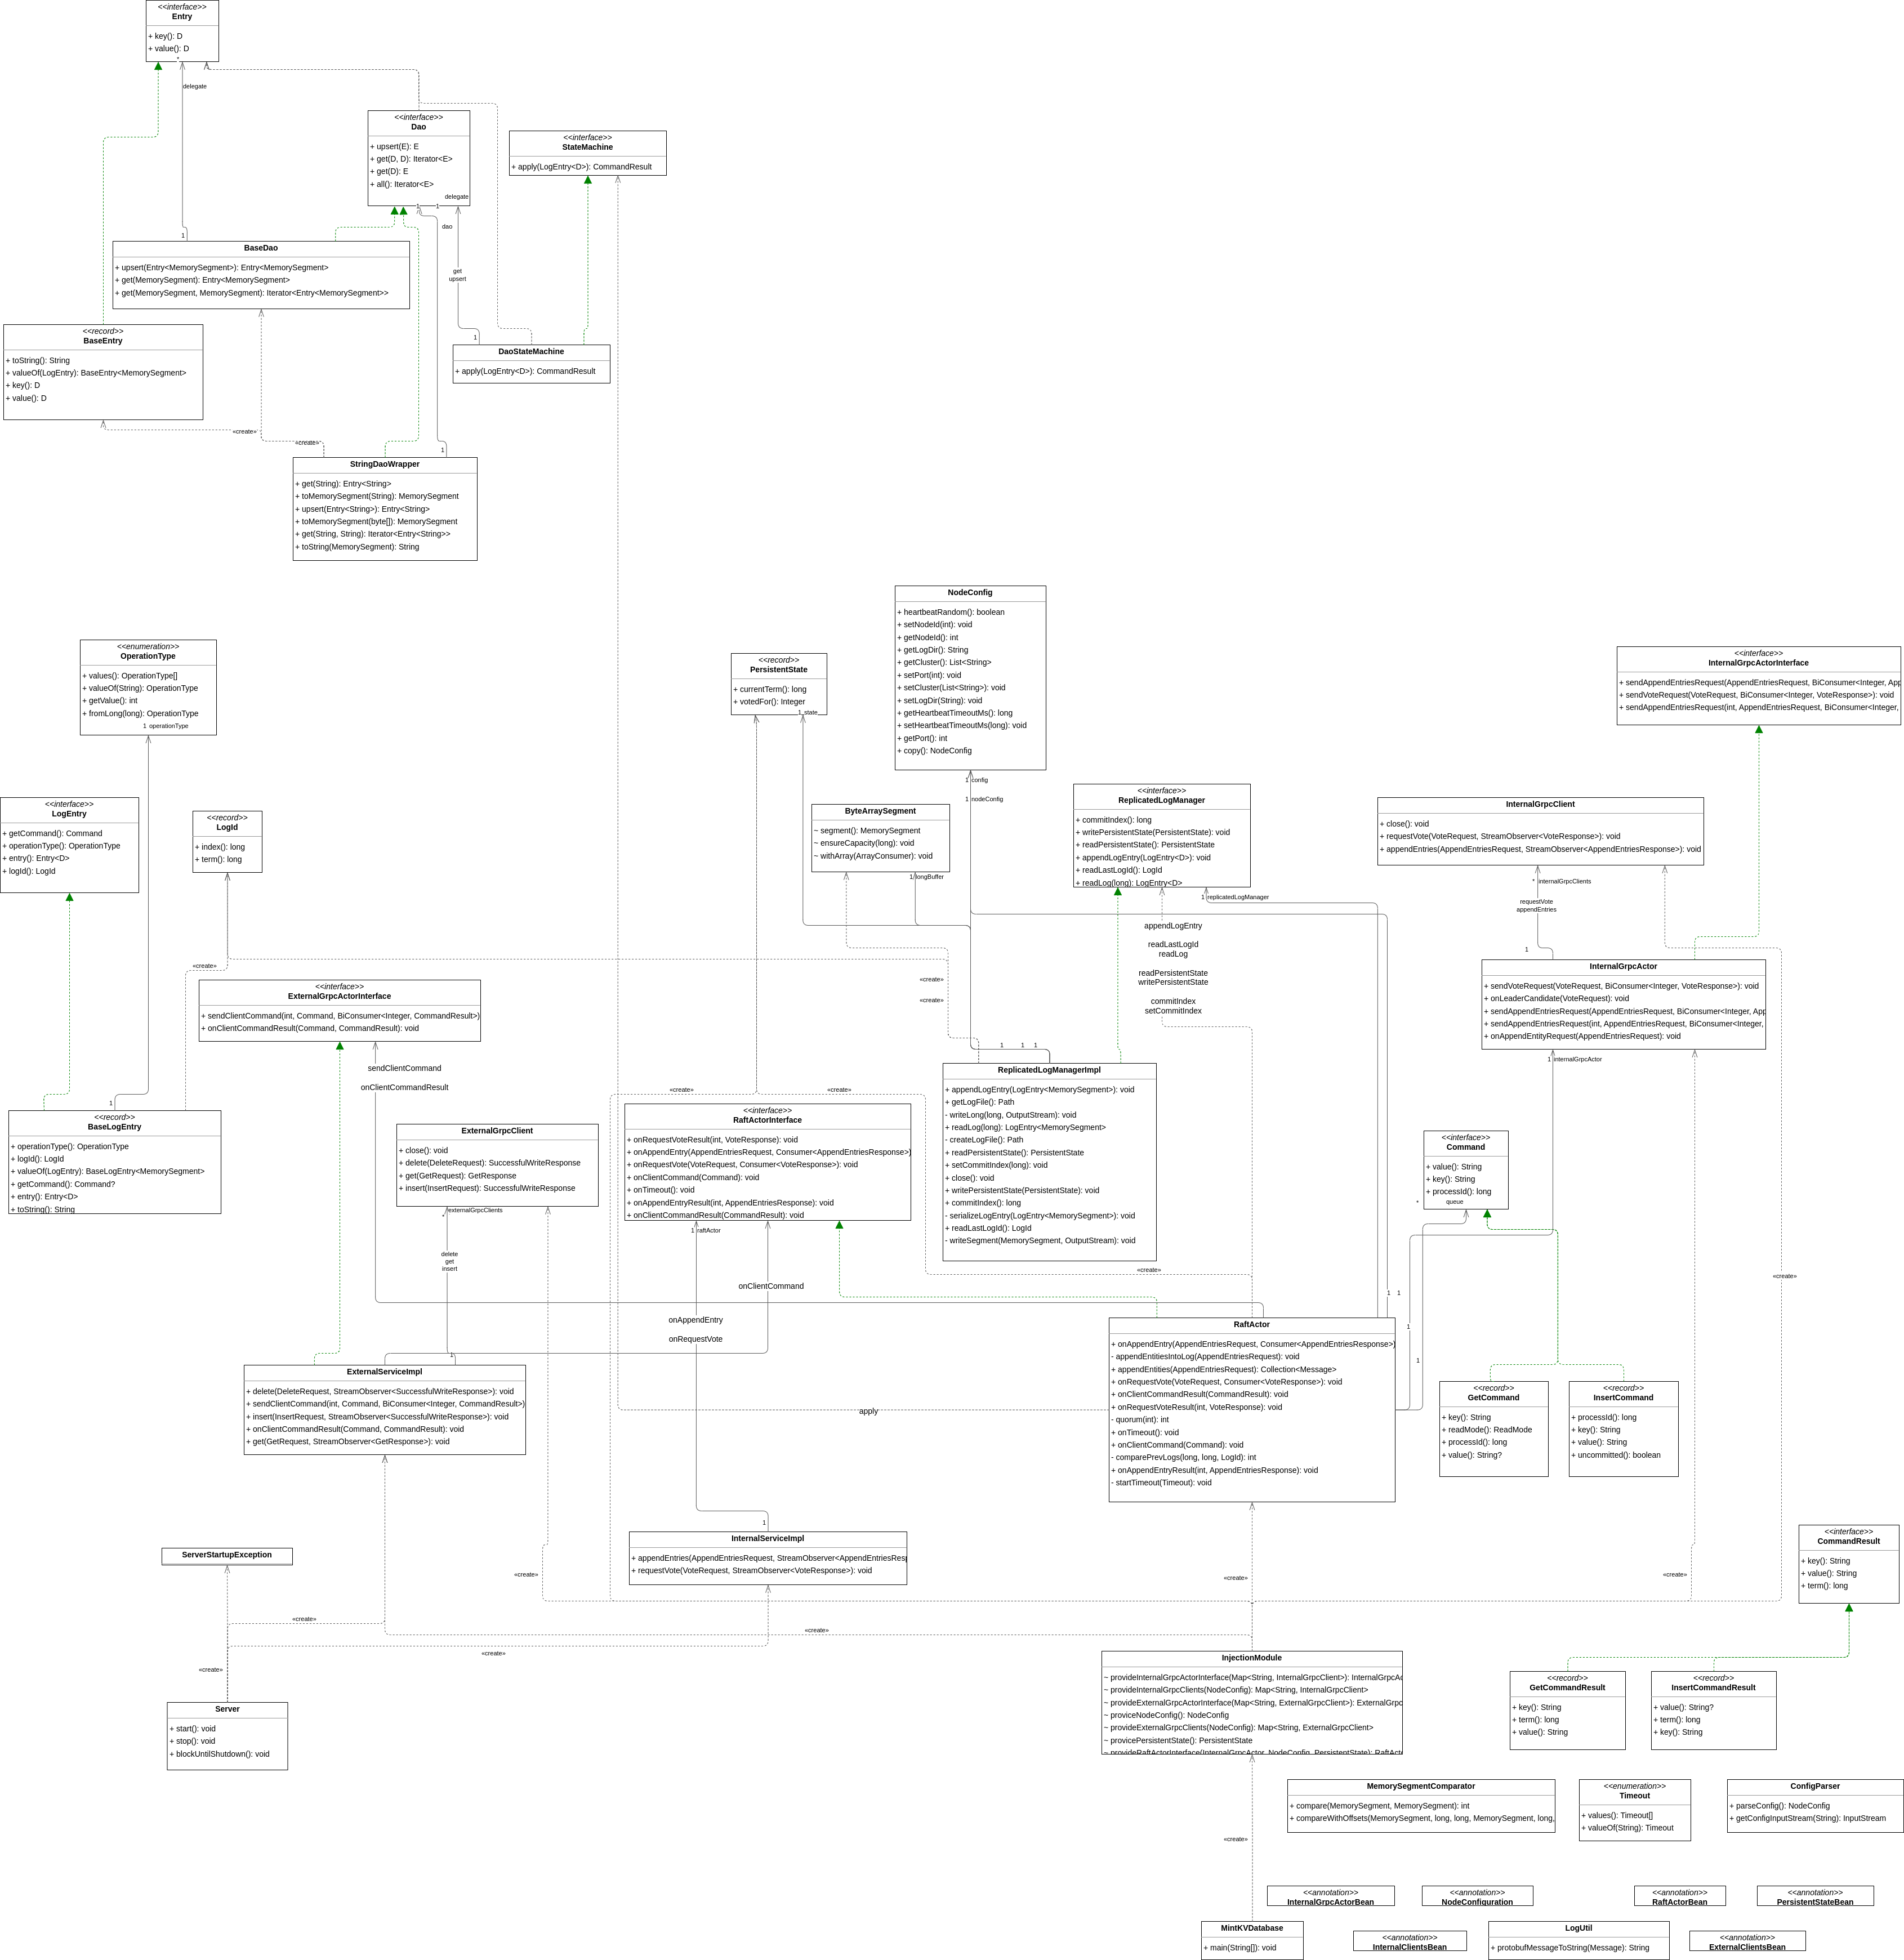 <<interface>>
Entry
+ key(): D
+ value(): D
*
delegate
<<interface>>
Dao
+ upsert(E): E
+ get(D, D): Iterator<E>
+ get(D): E
+ all(): Iterator<E>
delegate
1
1
dao
<<interface>>
StateMachine
+ apply(LogEntry<D>): CommandResult
1
BaseDao
+ upsert(Entry<MemorySegment>): Entry<MemorySegment>
+ get(MemorySegment): Entry<MemorySegment>
+ get(MemorySegment, MemorySegment): Iterator<Entry<MemorySegment>>
get
upsert
<<record>>
BaseEntry
+ toString(): String
+ valueOf(LogEntry): BaseEntry<MemorySegment>
+ key(): D
+ value(): D
1
DaoStateMachine
+ apply(LogEntry<D>): CommandResult
«create»
«create»
1
StringDaoWrapper
+ get(String): Entry<String>
+ toMemorySegment(String): MemorySegment
+ upsert(Entry<String>): Entry<String>
+ toMemorySegment(byte[]): MemorySegment
+ get(String, String): Iterator<Entry<String>>
+ toString(MemorySegment): String
NodeConfig
+ heartbeatRandom(): boolean
+ setNodeId(int): void
+ getNodeId(): int
+ getLogDir(): String
+ getCluster(): List<String>
+ setPort(int): void
+ setCluster(List<String>): void
+ setLogDir(String): void
+ getHeartbeatTimeoutMs(): long
+ setHeartbeatTimeoutMs(long): void
+ getPort(): int
+ copy(): NodeConfig
1 config
1 nodeConfig
<<enumeration>>
OperationType
+ values(): OperationType[]
+ valueOf(String): OperationType
+ getValue(): int
+ fromLong(long): OperationType
1 operationType
<<record>>
PersistentState
+ currentTerm(): long
+ votedFor(): Integer
1 state
<<interface>>
InternalGrpcActorInterface
+ sendAppendEntriesRequest(AppendEntriesRequest, BiConsumer<Integer, App
+ sendVoteRequest(VoteRequest, BiConsumer<Integer, VoteResponse>): void
+ sendAppendEntriesRequest(int, AppendEntriesRequest, BiConsumer<Integer,
<<interface>>
LogEntry
+ getCommand(): Command
+ operationType(): OperationType
+ entry(): Entry<D>
+ logId(): LogId
<<record>>
LogId
+ index(): long
+ term(): long
ByteArraySegment
~ segment(): MemorySegment
~ ensureCapacity(long): void
~ withArray(ArrayConsumer): void
1 longBuffer
<<interface>>
ReplicatedLogManager
+ commitIndex(): long
+ writePersistentState(PersistentState): void
+ readPersistentState(): PersistentState
+ appendLogEntry(LogEntry<D>): void
+ readLastLogId(): LogId
+ readLog(long): LogEntry<D>
1 replicatedLogManager
InternalGrpcClient
+ close(): void
+ requestVote(VoteRequest, StreamObserver<VoteResponse>): void
+ appendEntries(AppendEntriesRequest, StreamObserver<AppendEntriesResponse>): void
* internalGrpcClients
requestVote
appendEntries
1
appendLogEntry
readLastLogId
readLog
readPersistentState
writePersistentState
commitIndex
setCommitIndex
«create»
«create»
«create»
InternalGrpcActor
+ sendVoteRequest(VoteRequest, BiConsumer<Integer, VoteResponse>): void
+ onLeaderCandidate(VoteRequest): void
+ sendAppendEntriesRequest(AppendEntriesRequest, BiConsumer<Integer, App
+ sendAppendEntriesRequest(int, AppendEntriesRequest, BiConsumer<Integer,
+ onAppendEntityRequest(AppendEntriesRequest): void
1 internalGrpcActor
<<interface>>
ExternalGrpcActorInterface
+ sendClientCommand(int, Command, BiConsumer<Integer, CommandResult>)
+ onClientCommand​Result(Command, CommandResult): void
sendClientCommand
onClientCommandResult
1
1
1
ReplicatedLogManagerImpl
+ appendLogEntry(LogEntry<MemorySegment>): void
+ getLogFile(): Path
- writeLong(long, OutputStream): void
+ readLog(long): LogEntry<MemorySegment>
- createLogFile(): Path
+ readPersistentState(): PersistentState
+ setCommitIndex(long): void
+ close(): void
+ writePersistentState(PersistentState): void
+ commitIndex(): long
- serializeLogEntry(LogEntry<MemorySegment>): void
+ readLastLogId(): LogId
- writeSegment(MemorySegment, OutputStream): void
«create»
«create»
1
<<record>>
BaseLogEntry
+ operationType(): OperationType
+ logId(): LogId
+ valueOf(LogEntry): BaseLogEntry<MemorySegment>
+ getCommand(): Command?
+ entry(): Entry<D>
+ toString(): String
ExternalGrpcClient
+ close(): void
+ delete(DeleteRequest): SuccessfulWriteResponse
+ get(GetRequest): GetResponse
+ insert(InsertRequest): SuccessfulWriteResponse
* externalGrpcClients
delete
get
insert
<<interface>>
RaftActorInterface
+ onRequestVoteResult(int, VoteResponse): void
+ onAppendEntry(AppendEntriesRequest, Consumer<AppendEntriesResponse>)
+ onRequestVote(VoteRequest, Consumer<VoteResponse>): void
+ onClientCommand(Command): void
+ onTimeout(): void
+ onAppendEntryResult(int, AppendEntriesResponse): void
+ onClientCommandResult(CommandResult): void
1 raftActor
onClientCommand
onAppendEntry
onRequestVote
<<interface>>
Command
+ value(): String
+ key(): String
+ processId(): long
queue
*
«create»
«create»
1
1
1
1
1
RaftActor
+ onAppendEntry(AppendEntriesRequest, Consumer<AppendEntriesResponse>)
- appendEntitiesIntoLog(AppendEntriesRequest): void
+ appendEntities(AppendEntriesRequest): Collection<Message>
+ onRequestVote(VoteRequest, Consumer<VoteResponse>): void
+ onClientCommandResult(CommandResult): void
+ onRequestVoteResult(int, VoteResponse): void
- quorum(int): int
+ onTimeout(): void
+ onClientCommand(Command): void
- comparePrevLogs(long, long, LogId): int
+ onAppendEntryResult(int, AppendEntriesResponse): void
- startTimeout(Timeout): void
apply
ExternalServiceImpl
+ delete(DeleteRequest, StreamObserver<SuccessfulWriteResponse>): void
+ sendClientCommand(int, Command, BiConsumer<Integer, CommandResult>)
+ insert(InsertRequest, StreamObserver<SuccessfulWriteResponse>): void
+ onClientCommandResult(Command, CommandResult): void
+ get(GetRequest, StreamObserver<GetResponse>): void
<<record>>
GetCommand
+ key(): String
+ readMode(): ReadMode
+ processId(): long
+ value(): String?
<<record>>
InsertCommand
+ processId(): long
+ key(): String
+ value(): String
+ uncommitted(): boolean
1
InternalServiceImpl
+ appendEntries(AppendEntriesRequest, StreamObserver<AppendEntriesResp
+ requestVote(VoteRequest, StreamObserver<VoteResponse>): void
<<interface>>
CommandResult
+ key(): String
+ value(): String
+ term(): long
ServerStartupException
«create»
«create»
«create»
«create»
«create»
«create»
«create»
Server
+ start(): void
+ stop(): void
+ blockUntilShutdown(): void
InjectionModule
~ provideInternalGrpcActorInterface(Map<String, InternalGrpcClient>): InternalGrpcAc
~ provideInternalGrpcClients(NodeConfig): Map<String, InternalGrpcClient>
~ provideExternalGrpcActorInterface(Map<String, ExternalGrpcClient>): ExternalGrpc
~ proviceNodeConfig(): NodeConfig
~ provideExternalGrpcClients(NodeConfig): Map<String, ExternalGrpcClient>
~ provicePersistentState(): PersistentState
~ provideRaftActorInterface(InternalGrpcActor, NodeConfig, PersistentState): RaftAct
<<record>>
GetCommandResult
+ key(): String
+ term(): long
+ value(): String
<<record>>
InsertCommandResult
+ value(): String?
+ term(): long
+ key(): String
MemorySegmentComparator
+ compare(MemorySegment, MemorySegment): int
+ compareWithOffsets(MemorySegment, long, long, MemorySegment, long,
<<enumeration>>
Timeout
+ values(): Timeout[]
+ valueOf(String): Timeout
ConfigParser
+ parseConfig(): NodeConfig
+ getConfigInputStream(String): InputStream
«create»
<<annotation>>
InternalGrpcActorBean
<<annotation>>
NodeConfiguration
<<annotation>>
RaftActorBean
<<annotation>>
PersistentStateBean
MintKVDatabase
+ main(String[]): void
<<annotation>>
InternalClientsBean
LogUtil
+ protobufMessageToString(Message): String
<<annotation>>
ExternalClientsBean